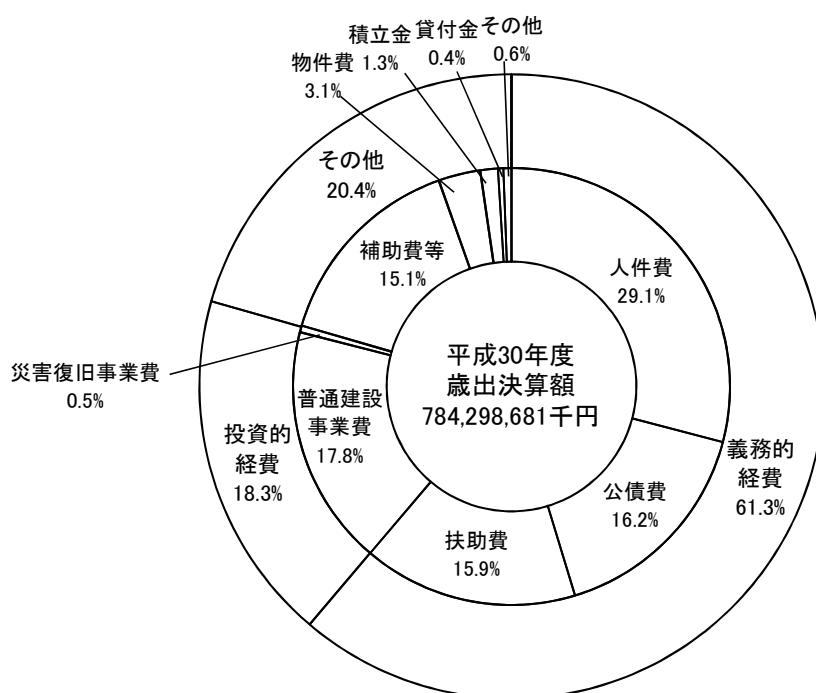 積立金
1.3%
貸付金
0.4%
その他
0.6%
物件費
3.1%
その他
20.4%
補助費等
15.1%
人件費
29.1%
平成30年度
歳出決算額
784,298,681千円
災害復旧事業費
0.5%
普通建設
事業費
17.8%
投資的
経費
18.3%
義務的
経費
61.3%
公債費
16.2%
扶助費
15.9%